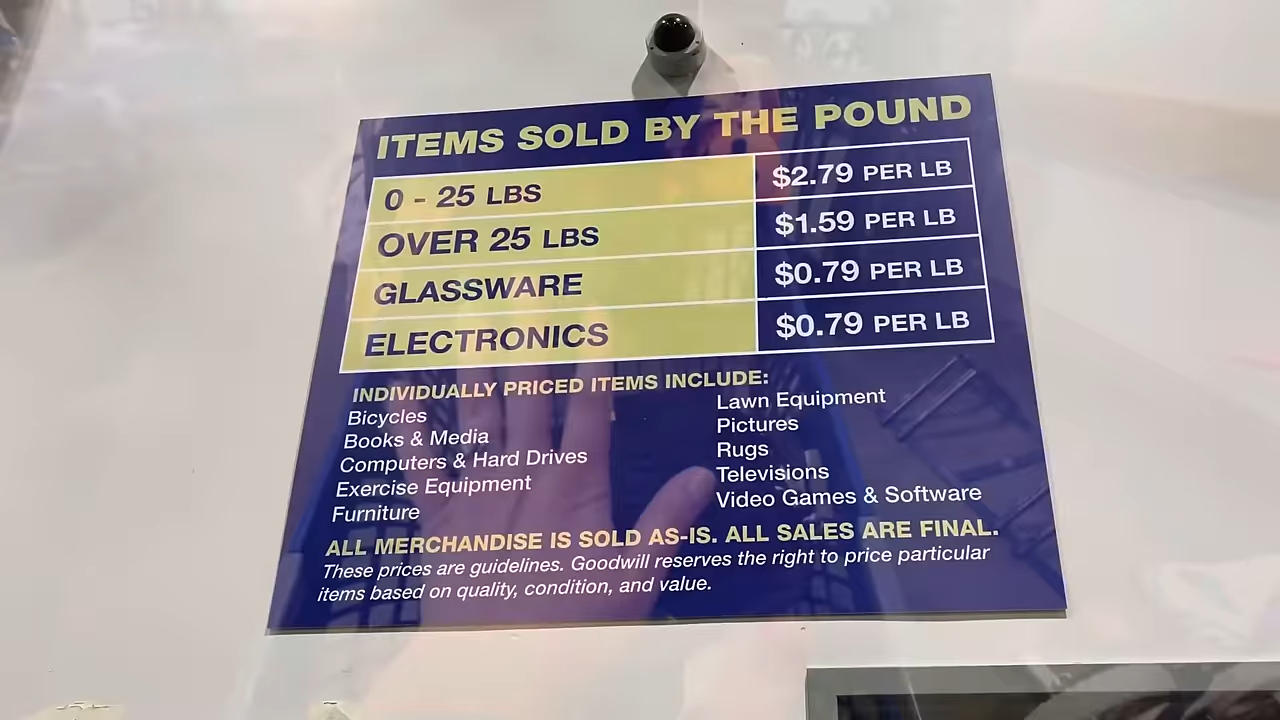 ITEMS SOLD BY THE POUND
0 - 25 LBS $2.79 PER LB
OVER 25 LBS $1.59 PER LB
GLASSWARE $0.79 PER LB
ELECTRONICS $0.79 PER LB
INDIVIDUALLY PRICED ITEMS INCLUDE:
Bicycles
Books & Media
Computers & Hard Drives
Exercise Equipment
Furniture
Lawn Equipment
Pictures
Rugs
Televisions
Video Games & Software
ALL MERCHANDISE IS SOLD AS-IS. ALL SALES ARE FINAL.
These prices are guidelines. Goodwill reserves the right to price particular
items based on quality, condition, and value.